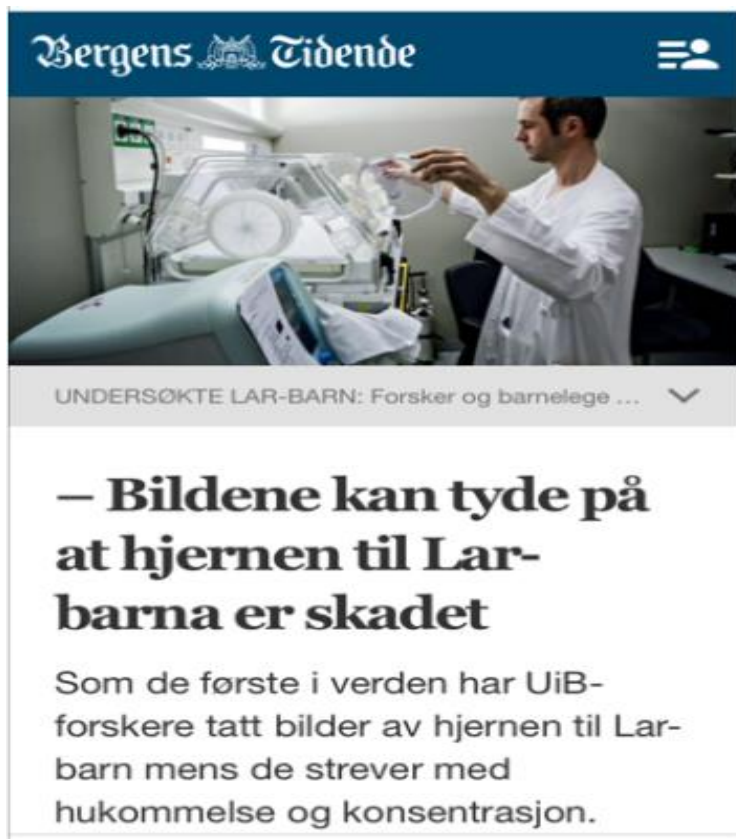 Bergens Tidende
UNDERSØKTE LAR-BARN: Forsker og barnelege ...
– Bildene kan tyde på
at hjernen til Lar-
barna er skadet
Som de første i verden har UiB-
forskere tatt bilder av hjernen til Lar-
barn mens de strever med
hukommelse og konsentrasjon.